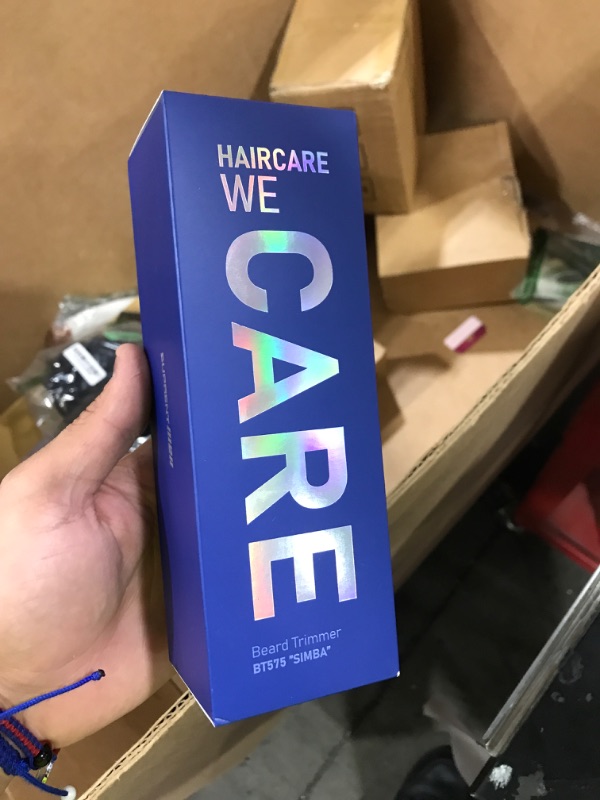 HAIRCARE
WE
CARE
Beard Trimmer
BT575 "SIMBA"